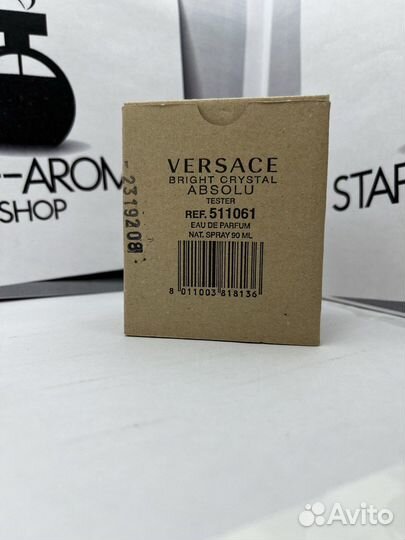 VERSACE
BRIGHT CRYSTAL
ABSOLU
TESTER
REF. 511061
EAU DE PARFUM
NAT. SPRAY 90 ML
8 011003 818136
2319208
-AROM
SHOP
STAR
Avito